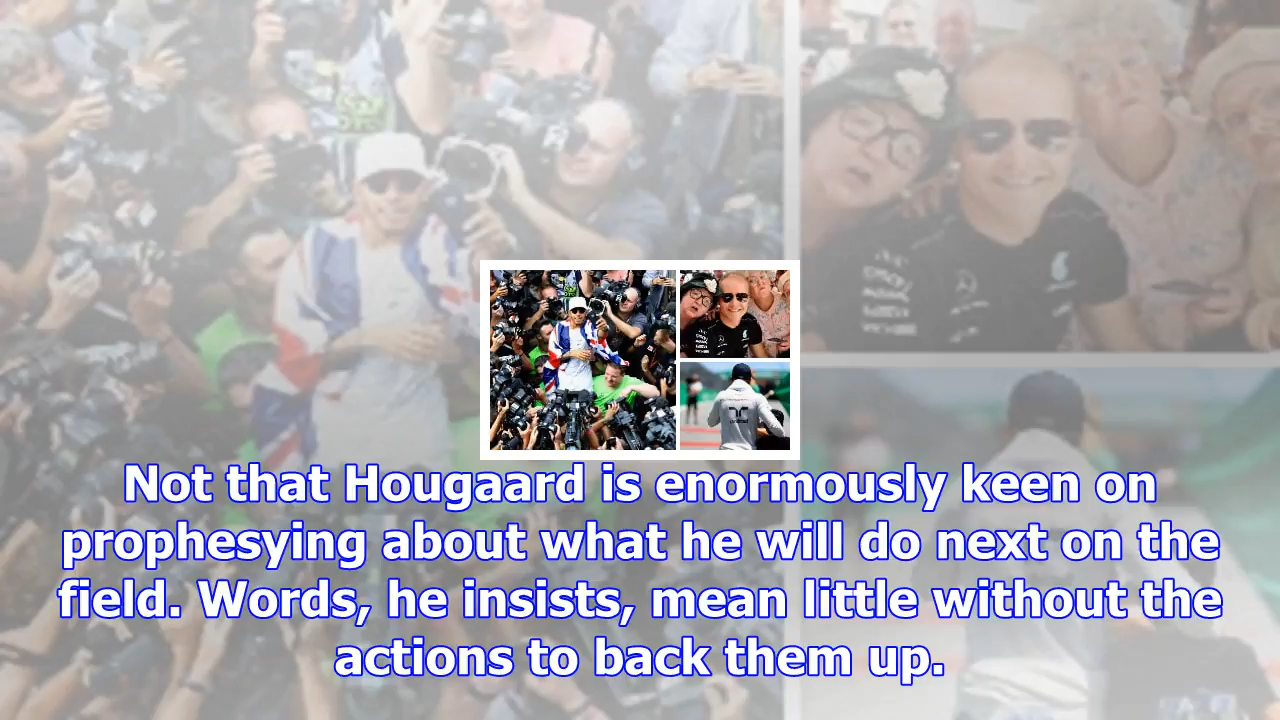 Not that Hougaard is enormously keen on
prophesying about what he will do next on the
field. Words, he insists, mean little without the
actions to back them up.